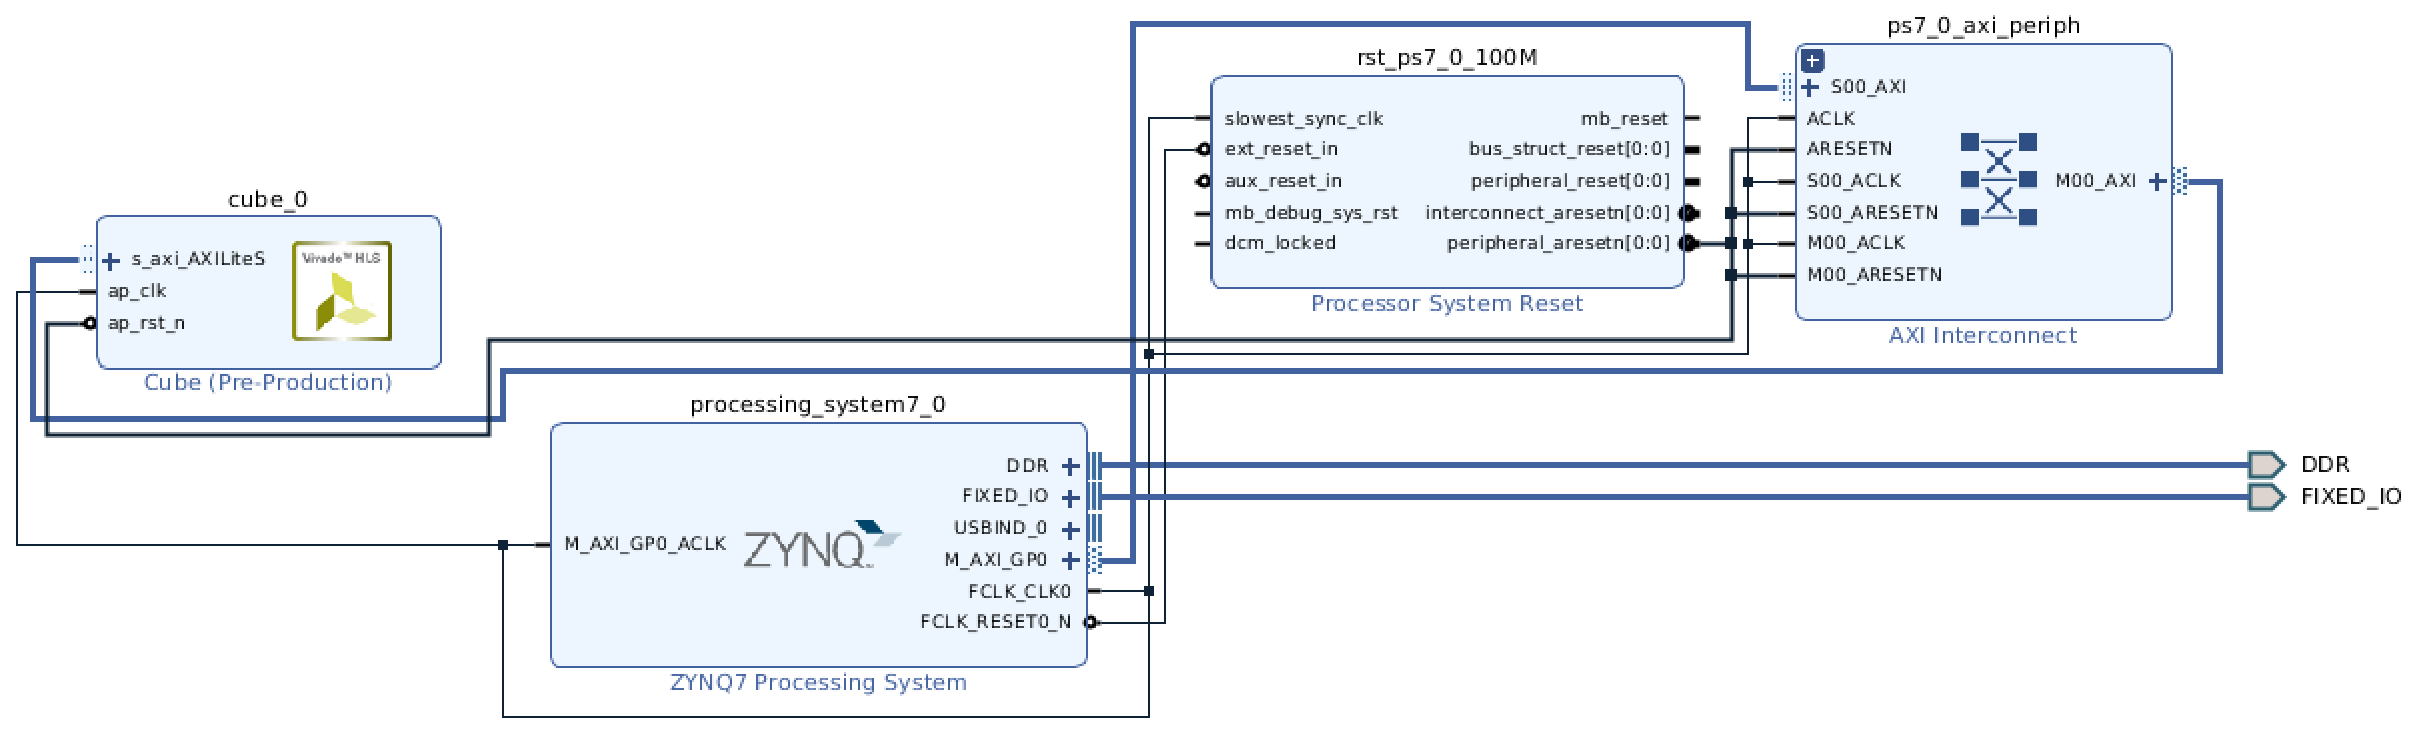 cube_0
s_axi_AXILiteS
ap_clk
ap_rst_n
Vivado™ HLS
Cube (Pre-Production)
processing_system7_0
M_AXI_GP0_ACLK
ZYNQ
DDR
FIXED_IO
USBIND_0
M_AXI_GP0
FCLK_CLK0
FCLK_RESET0_N
ZYNQ7 Processing System
rst_ps7_0_100M
slowest_sync_clk
ext_reset_in
aux_reset_in
mb_debug_sys_rst
dcm_locked
mb_reset
bus_struct_reset[0:0]
peripheral_reset[0:0]
interconnect_aresetn[0:0]
peripheral_aresetn[0:0]
Processor System Reset
ps7_0_axi_periph
S00_AXI
ACLK
ARESETN
S00_ACLK
S00_ARESETN
M00_ACLK
M00_ARESETN
M00_AXI
AXI Interconnect
DDR
FIXED_IO